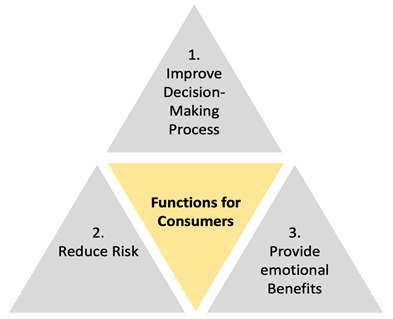 1.
Improve
Decision-
Making
Process
Functions for
Consumers
2.
Reduce Risk
3.
Provide
emotional
Benefits